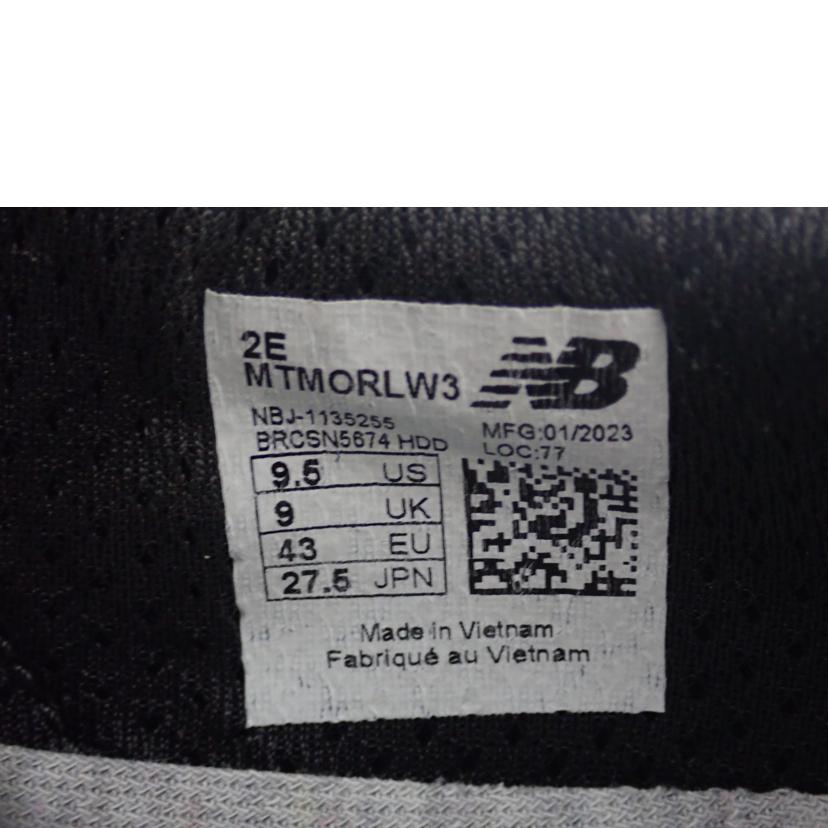 2E
MTMORLW3
NB
NBJ-1135255
BRCSN5674 HDD
MFG:01/2023
LOC:77
9.5 US
9 UK
43 EU
27.5 JPN
Made in Vietnam
Fabriqué au Vietnam